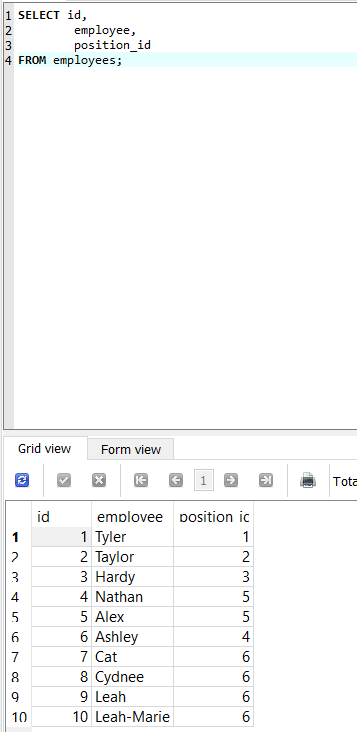 1 SELECT id,
2 employee,
3 position_id
4 FROM employees;
Grid view Form view
1 Tota
id employee position_ic
1 1 Tyler 1
2 2 Taylor 2
3 3 Hardy 3
4 4 Nathan 5
5 5 Alex 5
6 6 Ashley 4
7 7 Cat 6
8 8 Cydnee 6
9 9 Leah 6
10 10 Leah-Marie 6